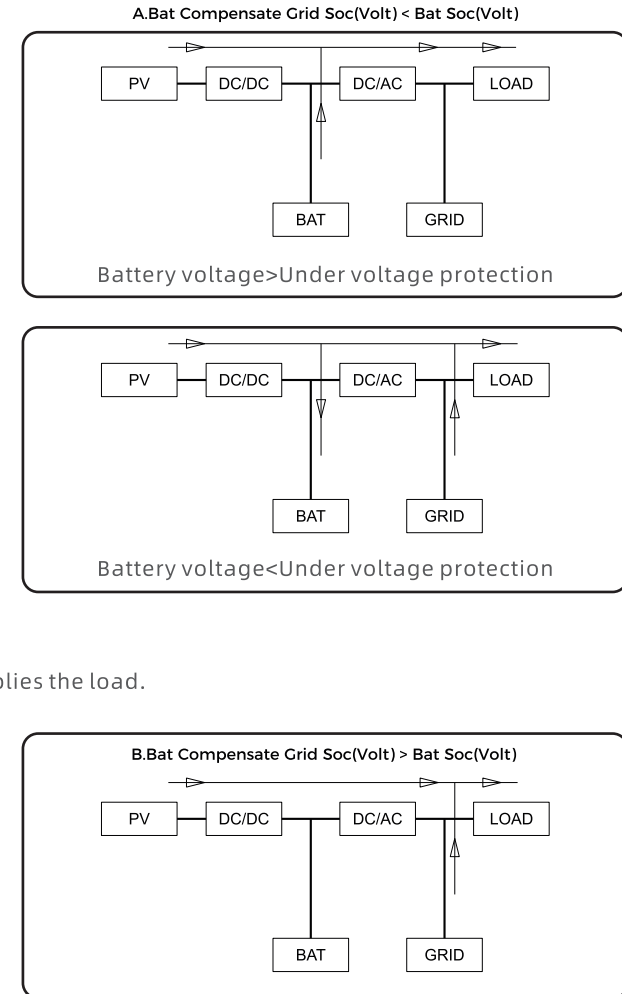 A.Bat Compensate Grid Soc(Volt) < Bat Soc(Volt)
PV DC/DC DC/AC LOAD
BAT GRID
Battery voltage>Under voltage protection
PV DC/DC DC/AC LOAD
BAT GRID
Battery voltage<Under voltage protection
plies the load.
B.Bat Compensate Grid Soc(Volt) > Bat Soc(Volt)
PV DC/DC DC/AC LOAD
BAT GRID